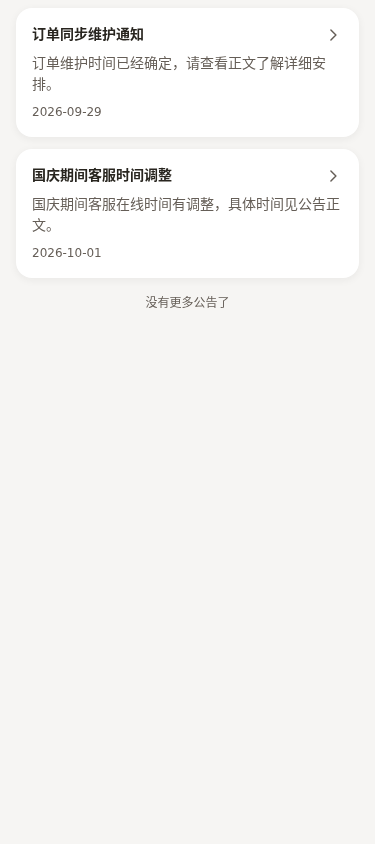 订单同步维护通知
订单维护时间已经确定，请查看正文了解详细安
排。
2026-09-29
国庆期间客服时间调整
国庆期间客服在线时间有调整，具体时间见公告正
文。
2026-10-01
没有更多公告了